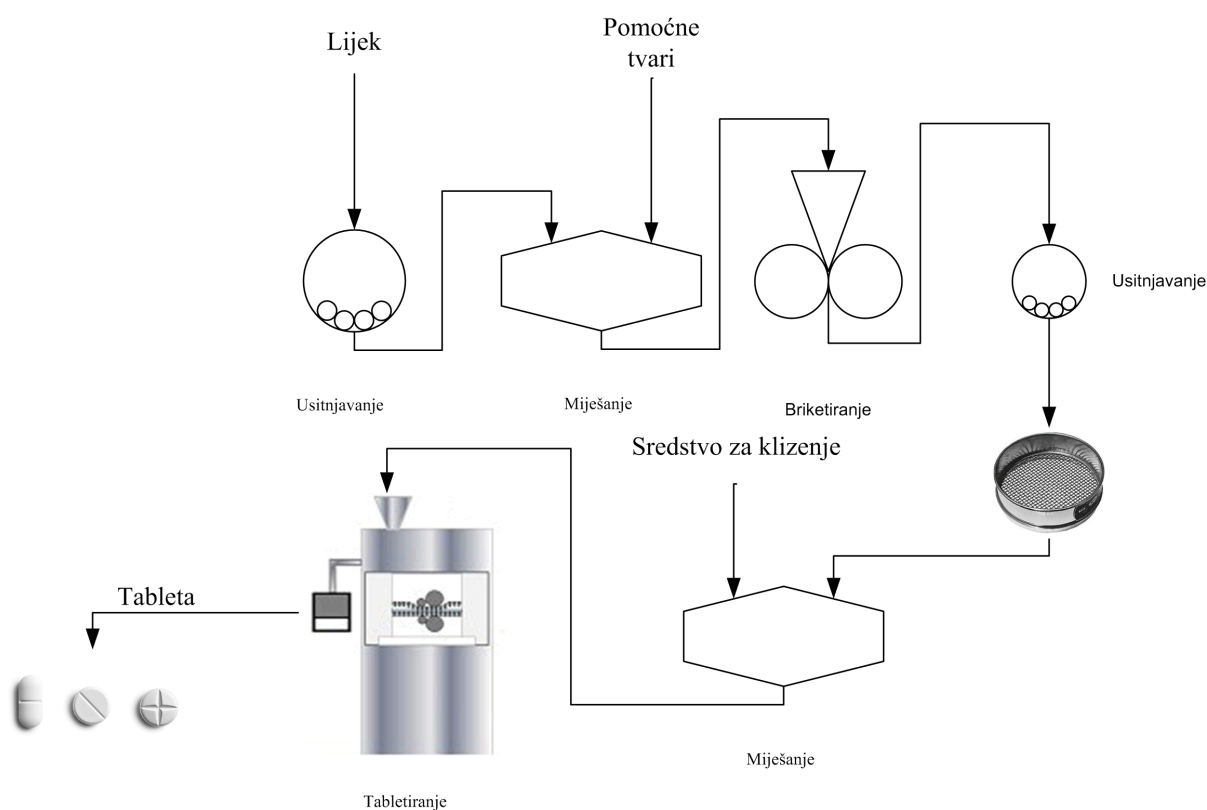 Lijek
Pomoćne
tvari
Usitnjavanje
Usitnjavanje
Miješanje
Briketiranje
Sredstvo za klizenje
Tableta
Miješanje
Tabletiranje